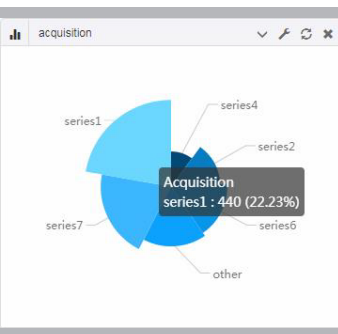 acquisition
series4
series1
series2
Acquisition
series1 : 440 (22.23%)
series7
series6
other